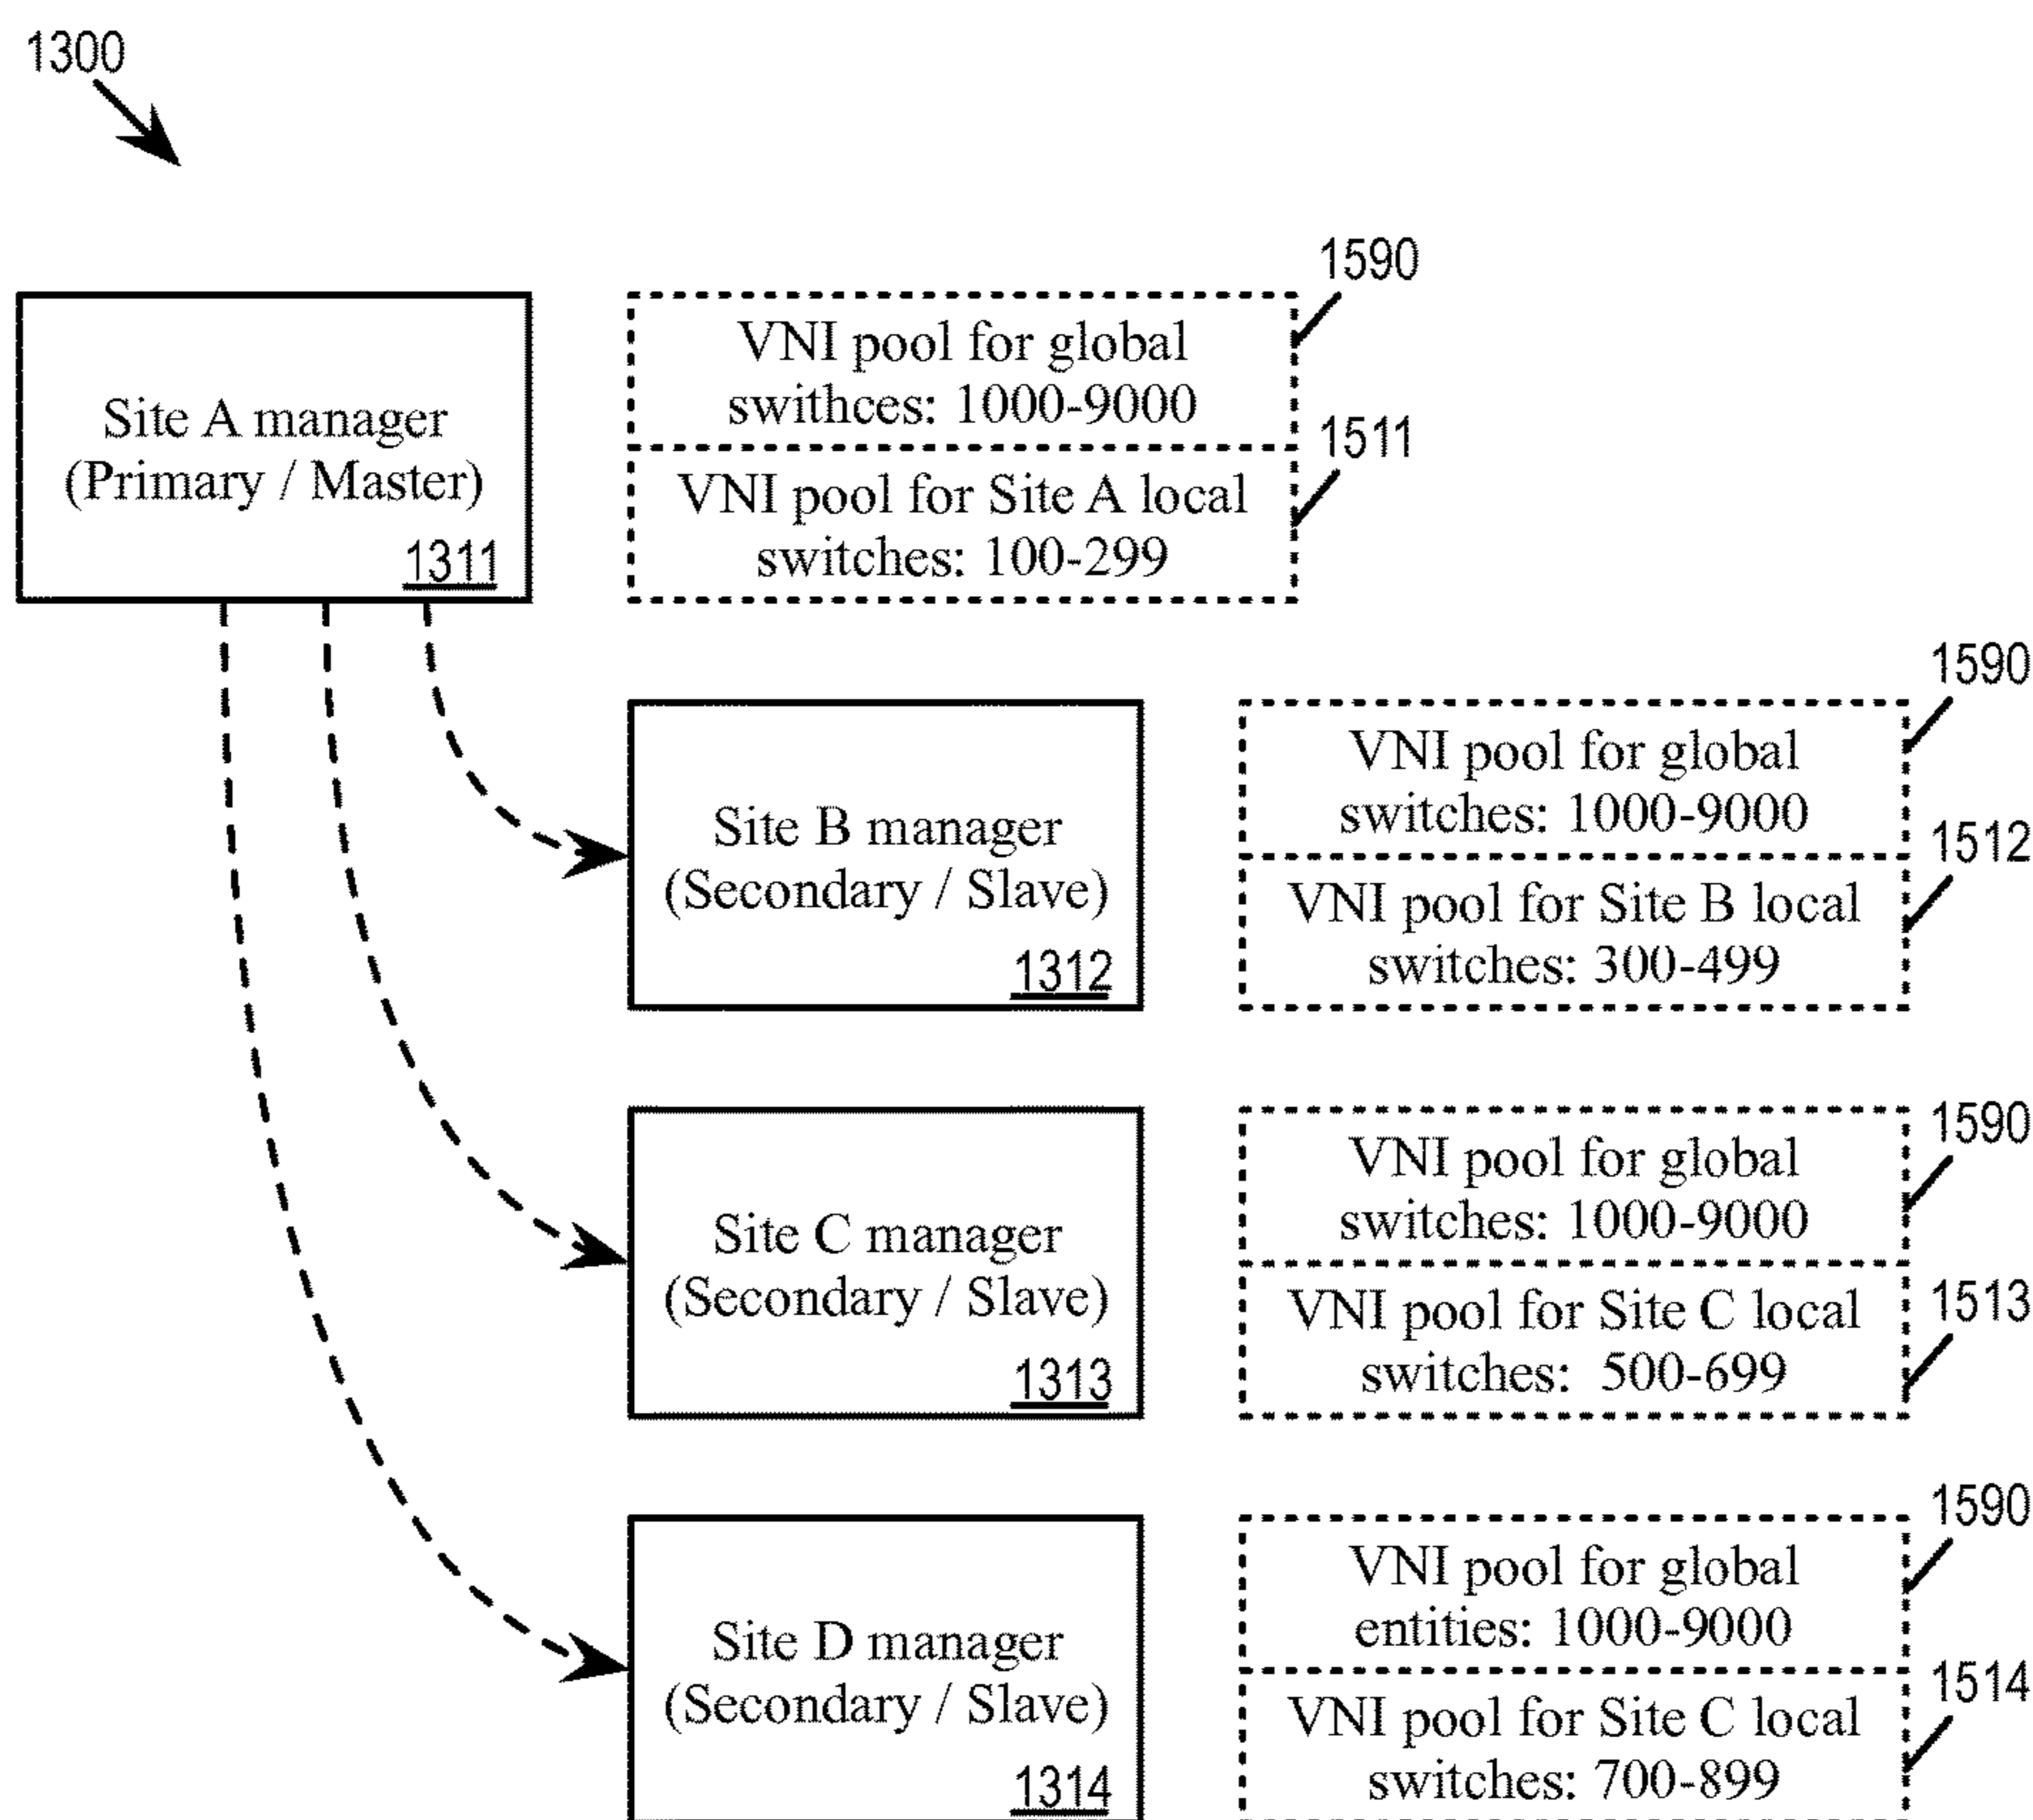 1300
1590
VNI pool for global
swithces: 1000-9000
1511
Site A manager
(Primary / Master)
1311
VNI pool for Site A local
switches: 100-299
1590
VNI pool for global
switches: 1000-9000
1512
Site B manager
(Secondary / Slave)
1312
VNI pool for Site B local
switches: 300-499
1590
VNI pool for global
switches: 1000-9000
1513
Site C manager
(Secondary / Slave)
1313
VNI pool for Site C local
switches: 500-699
1590
VNI pool for global
entities: 1000-9000
1514
Site D manager
(Secondary / Slave)
1314
VNI pool for Site C local
switches: 700-899